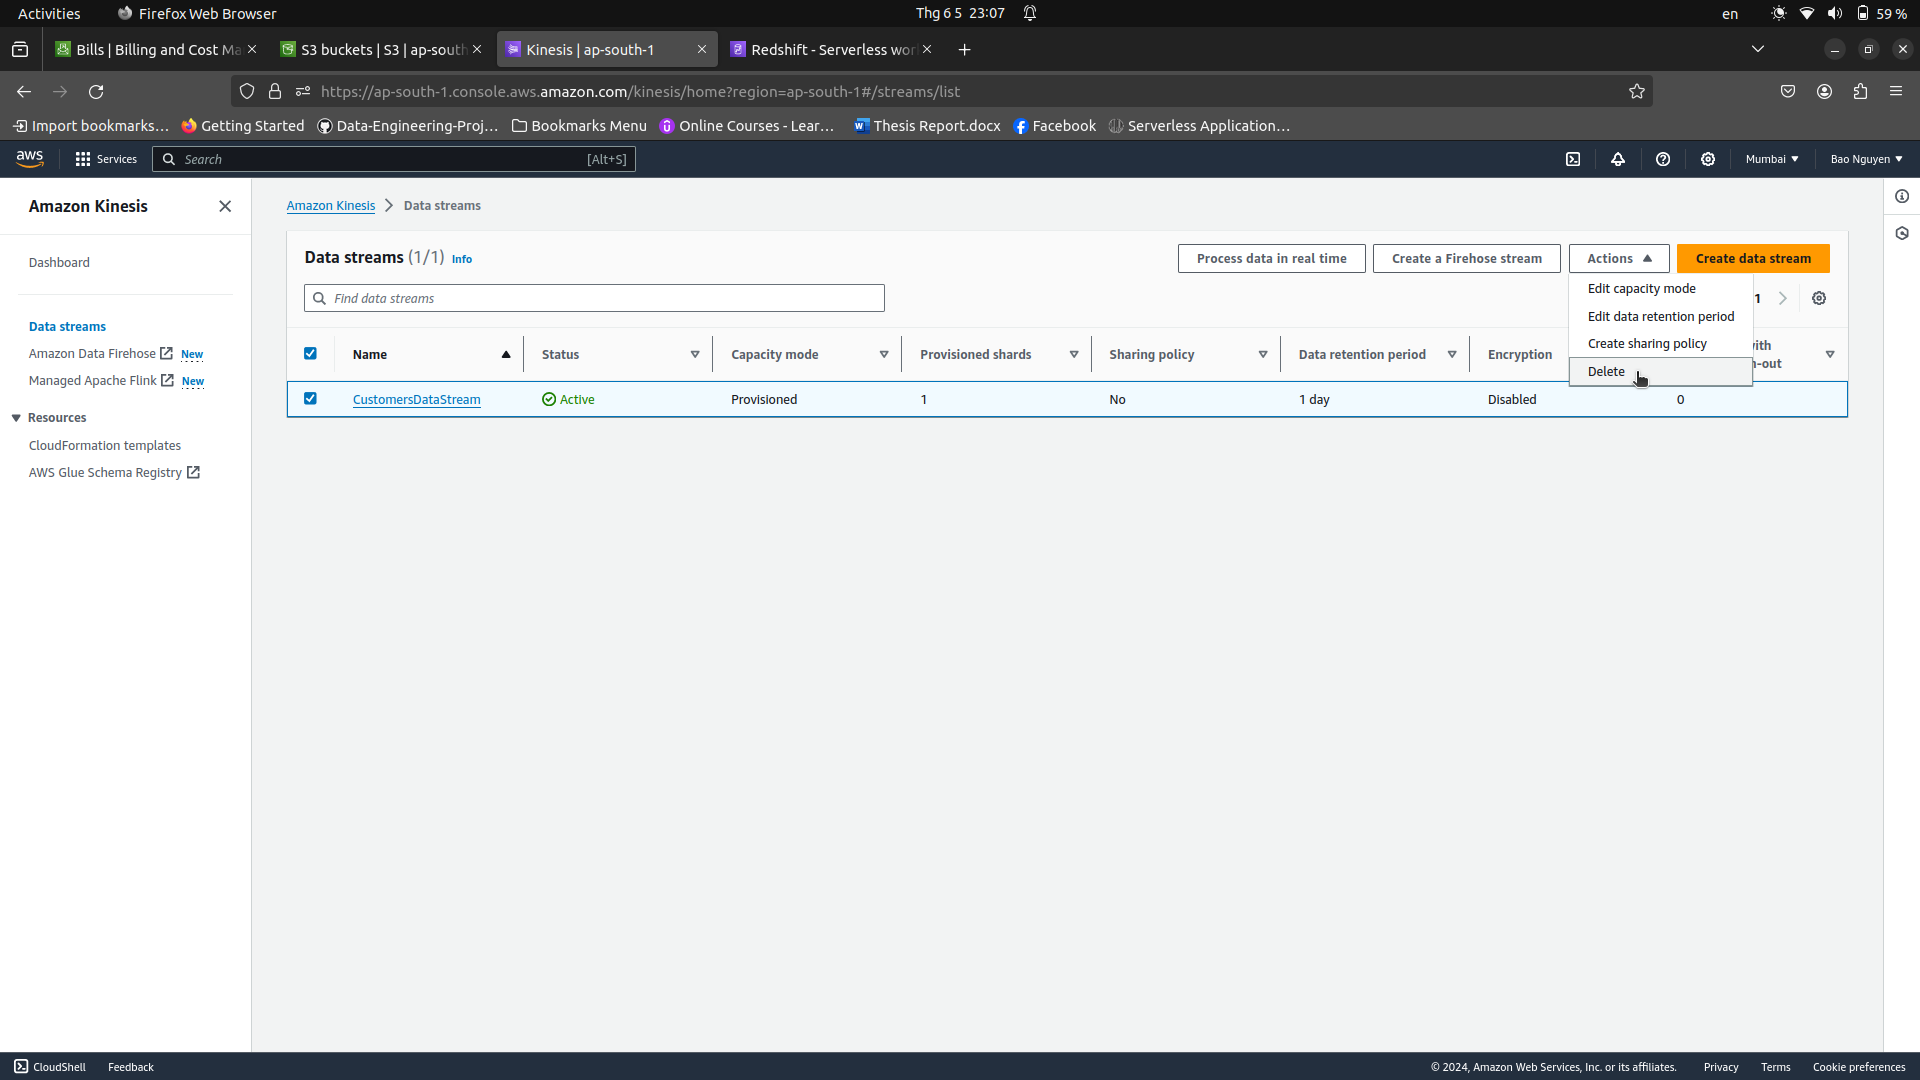 Activities
Firefox Web Browser
Thg 6 5 23:07
en
59 %
Bills | Billing and Cost Ma
S3 buckets | S3 | ap-south
Kinesis | ap-south-1
Redshift - Serverless wor
https://ap-south-1.console.aws.amazon.com/kinesis/home?region=ap-south-1#/streams/list
Import bookmarks...
Getting Started
Data-Engineering-Proj...
Bookmarks Menu
Online Courses - Lear...
Thesis Report.docx
Facebook
Serverless Application...
aws
Services
Search
[Alt+S]
Mumbai
Bao Nguyen
Amazon Kinesis
Dashboard
Data streams
Amazon Data Firehose
New
Managed Apache Flink
New
Resources
CloudFormation templates
AWS Glue Schema Registry
Amazon Kinesis
Data streams
Data streams (1/1) Info
Process data in real time
Create a Firehose stream
Actions
Create data stream
Find data streams
1
Edit capacity mode
Edit data retention period
Create sharing policy
Delete
Name
Status
Capacity mode
Provisioned shards
Sharing policy
Data retention period
Encryption
CustomersDataStream
Active
Provisioned
1
No
1 day
Disabled
0
CloudShell
Feedback
© 2024, Amazon Web Services, Inc. or its affiliates.
Privacy
Terms
Cookie preferences